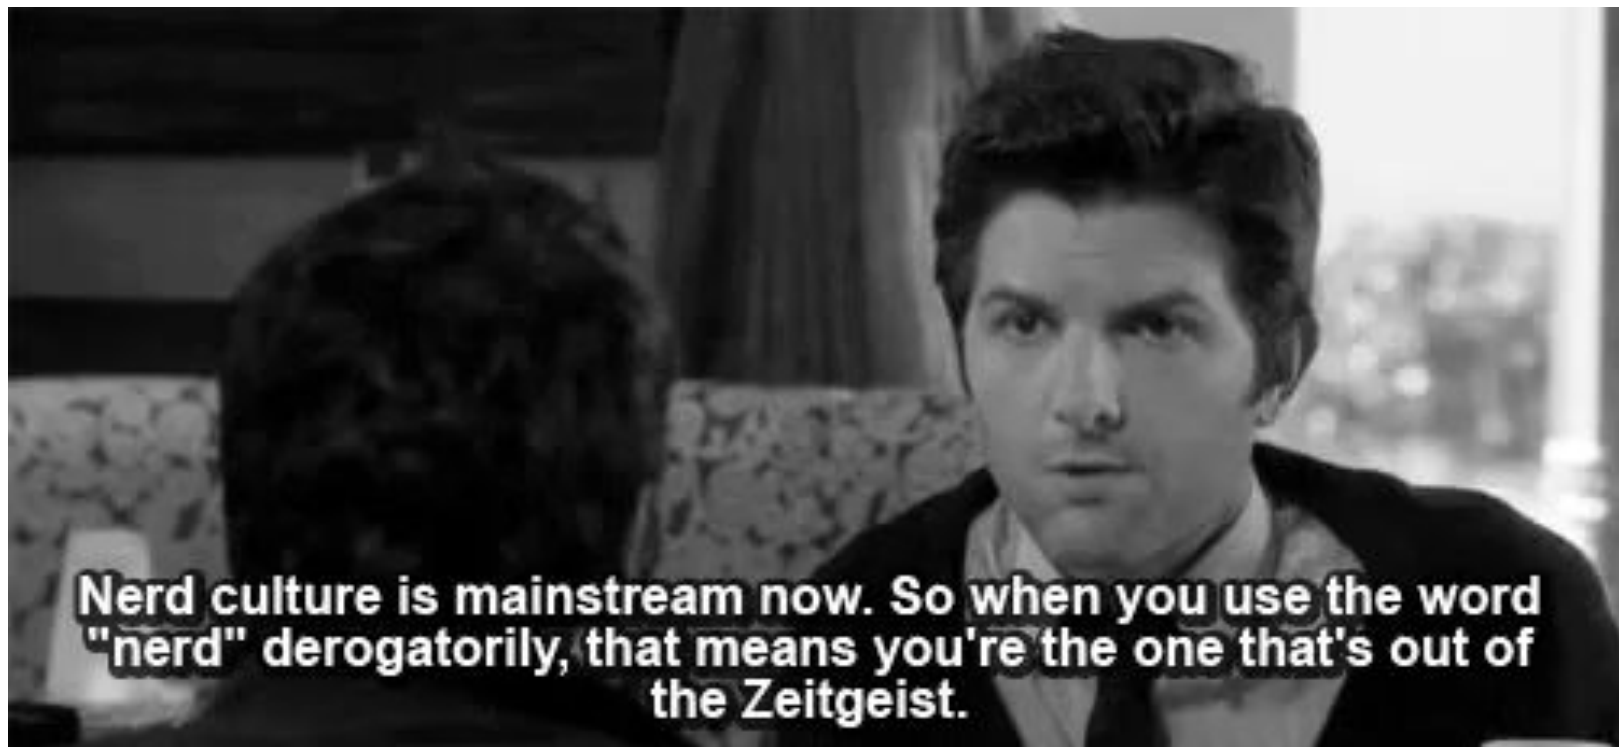 Nerd culture is mainstream now. So when you use the word
"nerd" derogatorily, that means you're the one that's out of
the Zeitgeist.